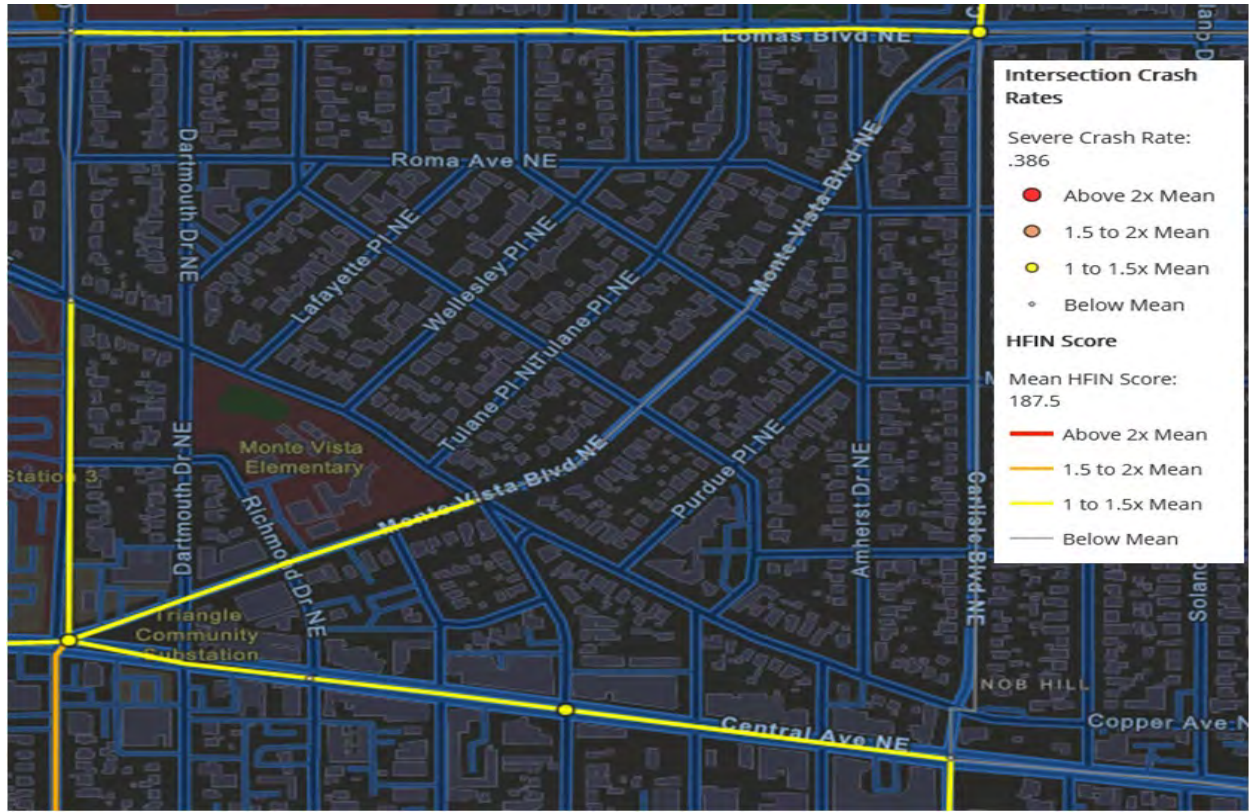 Lomas Blvd NE
Dartmouth Dr NE
Roma Ave NE
Lafayette Pl NE
Wellesley Pl NE
Tulane Pl NE
Tulane Pl NE
Monte Vista Blvd NE
Monte Vista
Elementary
Station 3
Dartmouth Dr NE
Richmond Dr NE
Monte Vista Blvd NE
Purdue Pl NE
Amherst Dr NE
Carlisle Blvd NE
Triangle
Community
Substation
NOB HILL
Central Ave NE
Copper Ave N
Solano
Intersection Crash
Rates
Severe Crash Rate:
.386
Above 2x Mean
1.5 to 2x Mean
1 to 1.5x Mean
Below Mean
HFIN Score
Mean HFIN Score:
187.5
Above 2x Mean
1.5 to 2x Mean
1 to 1.5x Mean
Below Mean